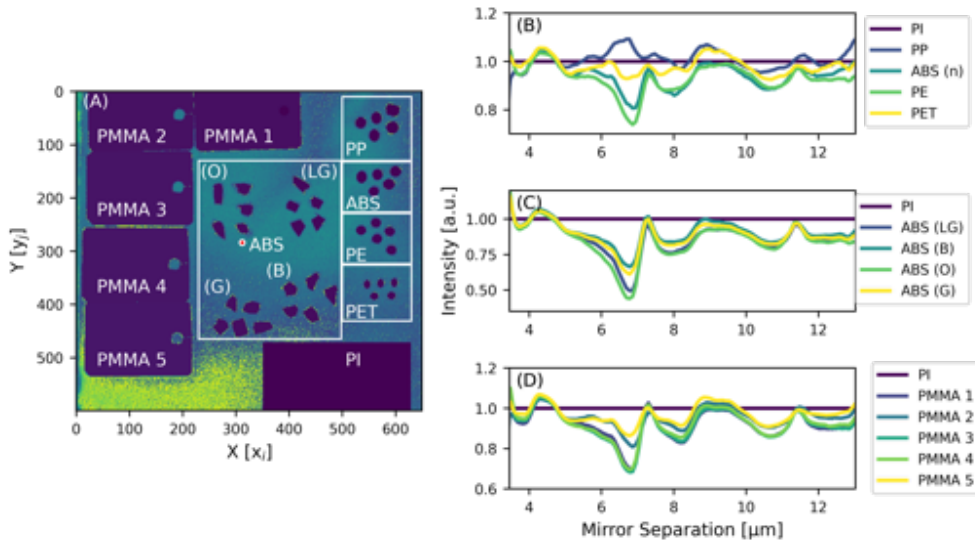 (A)
PMMA 2
PMMA 1
PMMA 3
PMMA 4
PMMA 5
(O)
(LG)
ABS
(B)
(G)
PP
ABS
PE
PET
PI
0
100
200
300
400
500
Y [yⱼ]
0 100 200 300 400 500 600
X [xᵢ]
(B)
1.2
1.0
0.8
4 6 8 10 12
PI
PP
ABS (n)
PE
PET
(C)
1.00
0.75
0.50
4 6 8 10 12
Intensity [a.u.]
PI
ABS (LG)
ABS (B)
ABS (O)
ABS (G)
(D)
1.2
1.0
0.8
0.6
4 6 8 10 12
Mirror Separation [µm]
PI
PMMA 1
PMMA 2
PMMA 3
PMMA 4
PMMA 5